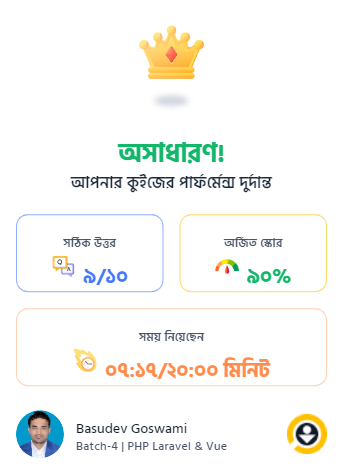 অসাধারণ!
আপনার কুইজের পার্ফর্মেন্স দুর্দান্ত
সঠিক উত্তর
৯/১০
অর্জিত স্কোর
৯০%
সময় নিয়েছেন
০৭:১৭/২০:০০ মিনিট
Basudev Goswami
Batch-4 | PHP Laravel & Vue